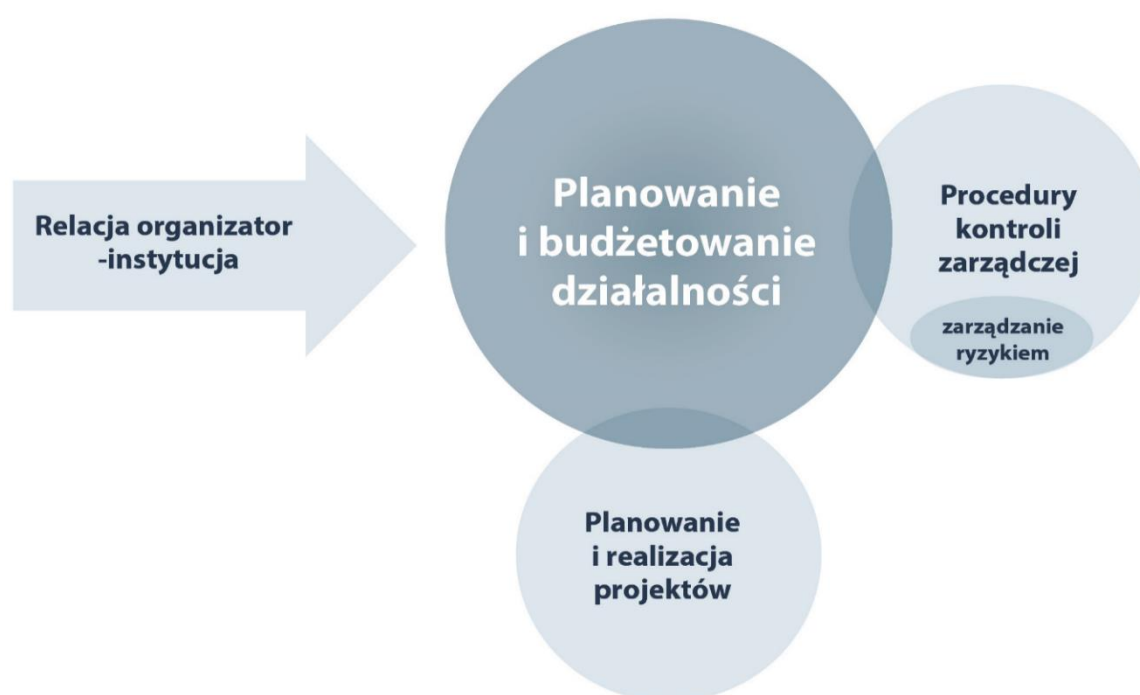 Relacja organizator
-instytucja
Planowanie
i budżetowanie
działalności
Procedury
kontroli
zarządczej
zarządzanie
ryzykiem
Planowanie
i realizacja
projektów